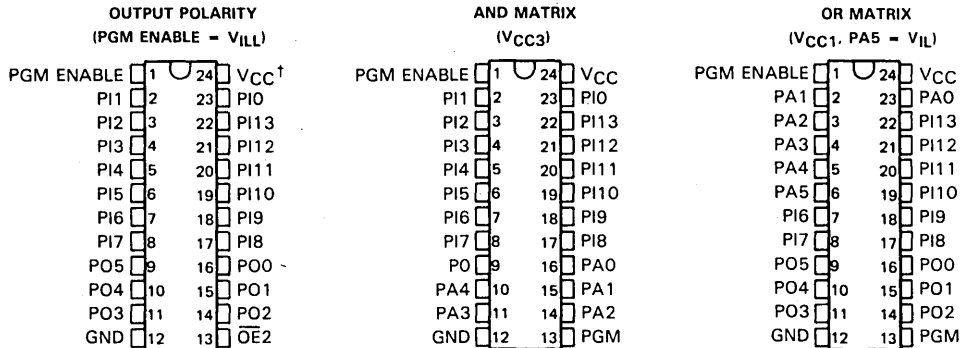 OUTPUT POLARITY
(PGM ENABLE = VILL)
PGM ENABLE 1 24 VCC†
PI1 2 23 PI0
PI2 3 22 PI13
PI3 4 21 PI12
PI4 5 20 PI11
PI5 6 19 PI10
PI6 7 18 PI9
PI7 8 17 PI8
PO5 9 16 PO0
PO4 10 15 PO1
PO3 11 14 PO2
GND 12 13 O̅E̅2
AND MATRIX
(VCC3)
PGM ENABLE 1 24 VCC
PI1 2 23 PI0
PI2 3 22 PI13
PI3 4 21 PI12
PI4 5 20 PI11
PI5 6 19 PI10
PI6 7 18 PI9
PI7 8 17 PI8
P0 9 16 PA0
PA4 10 15 PA1
PA3 11 14 PA2
GND 12 13 PGM
OR MATRIX
(VCC1, PA5 = VIL)
PGM ENABLE 1 24 VCC
PA1 2 23 PA0
PA2 3 22 PI13
PA3 4 21 PI12
PA4 5 20 PI11
PA5 6 19 PI10
PI6 7 18 PI9
PI7 8 17 PI8
PO5 9 16 PO0
PO4 10 15 PO1
PO3 11 14 PO2
GND 12 13 PGM